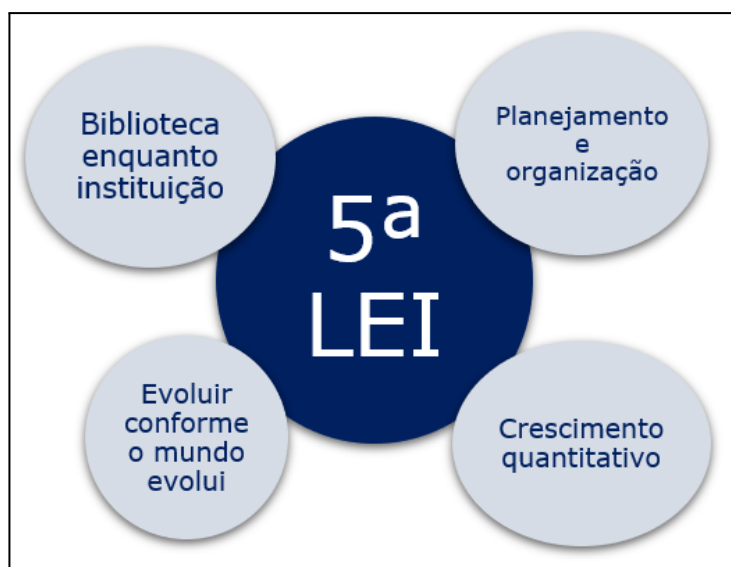 Biblioteca
enquanto
instituição
Planejamento
e
organização
5ª
LEI
Evoluir
conforme
o mundo
evolui
Crescimento
quantitativo